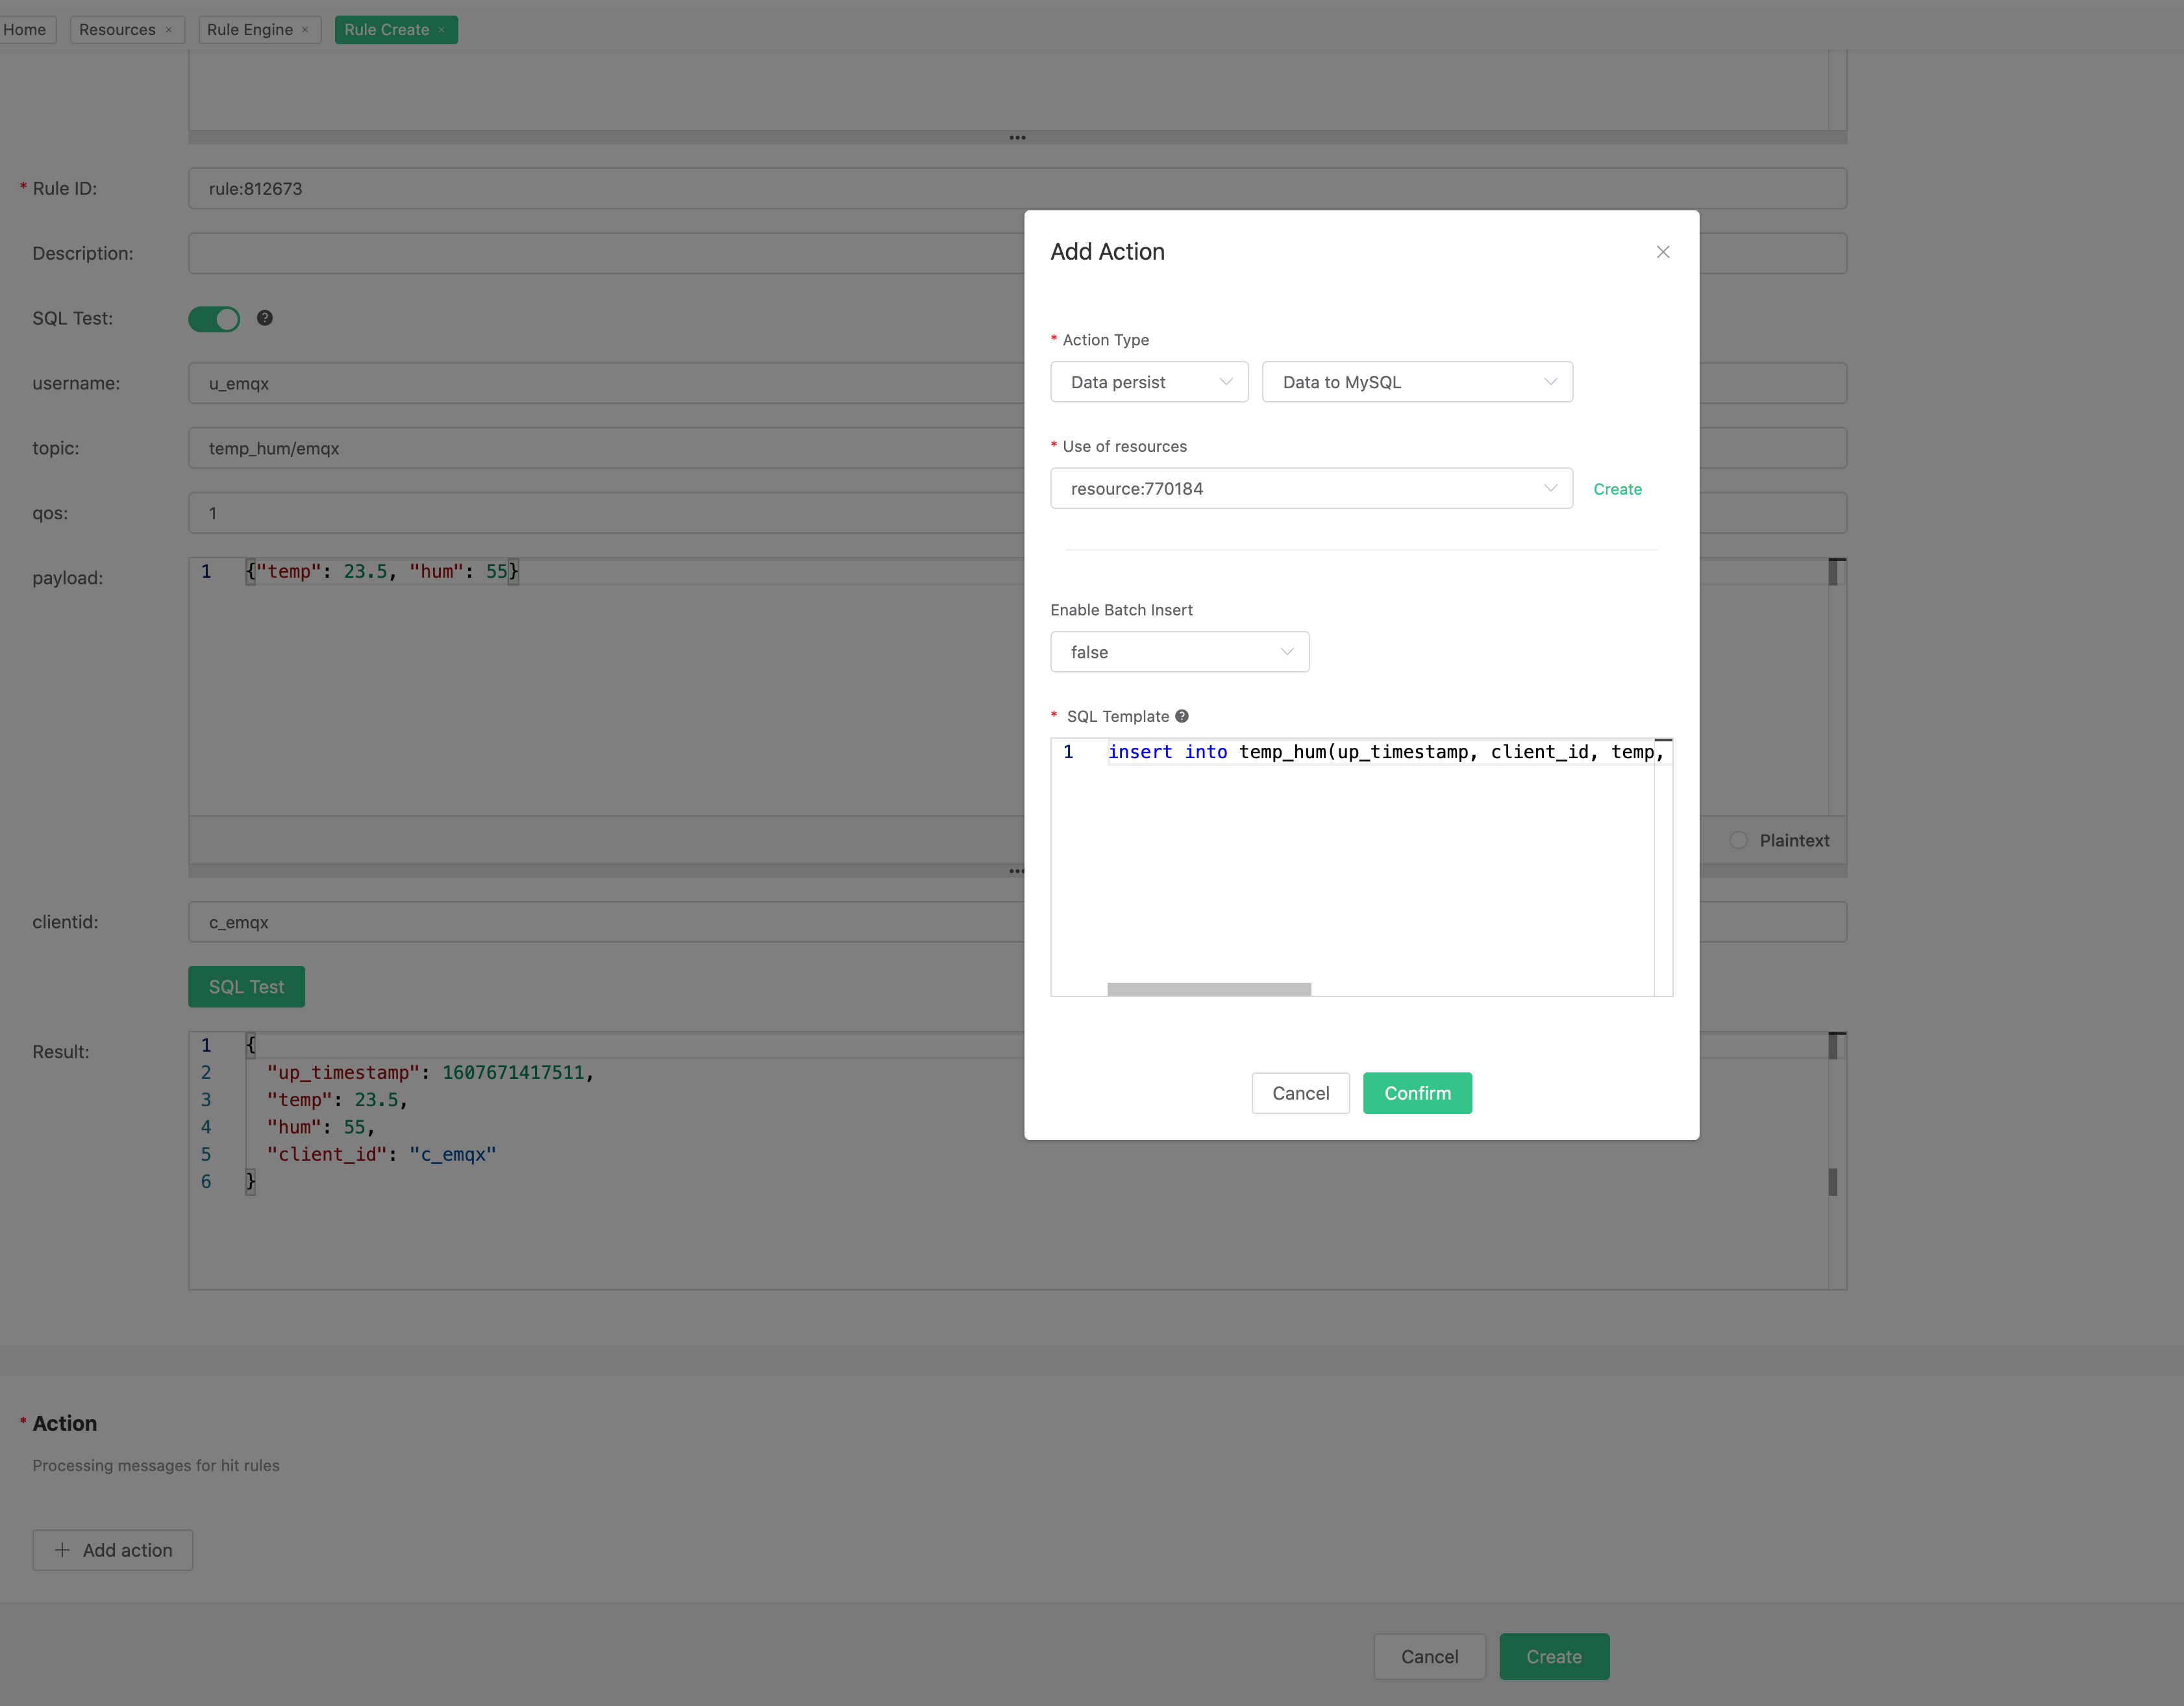 Home
Resources ×
Rule Engine ×
Rule Create ×
* Rule ID:
rule:812673
Description:
SQL Test:
username:
u_emqx
topic:
temp_hum/emqx
qos:
1
payload:
1 {"temp": 23.5, "hum": 55}
Plaintext
clientid:
c_emqx
SQL Test
Result:
1 {
2 "up_timestamp": 1607671417511,
3 "temp": 23.5,
4 "hum": 55,
5 "client_id": "c_emqx"
6 }
* Action
Processing messages for hit rules
+ Add action
Cancel
Create
Add Action
* Action Type
Data persist
Data to MySQL
* Use of resources
resource:770184
Create
Enable Batch Insert
false
* SQL Template
1 insert into temp_hum(up_timestamp, client_id, temp,
Cancel
Confirm